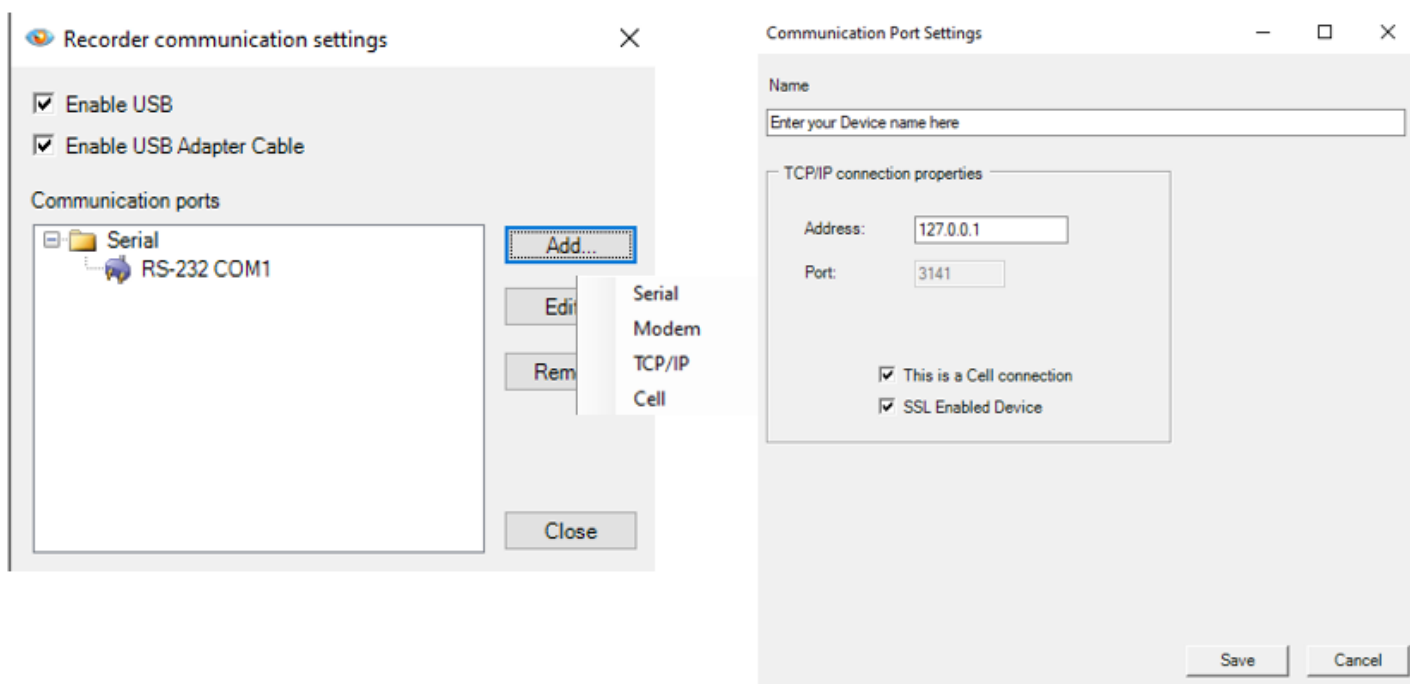 Recorder communication settings
Enable USB
Enable USB Adapter Cable
Communication ports
Serial
RS-232 COM1
Add...
Edit
Rem
Close
Serial
Modem
TCP/IP
Cell
Communication Port Settings
Name
Enter your Device name here
TCP/IP connection properties
Address: 127.0.0.1
Port: 3141
This is a Cell connection
SSL Enabled Device
Save Cancel